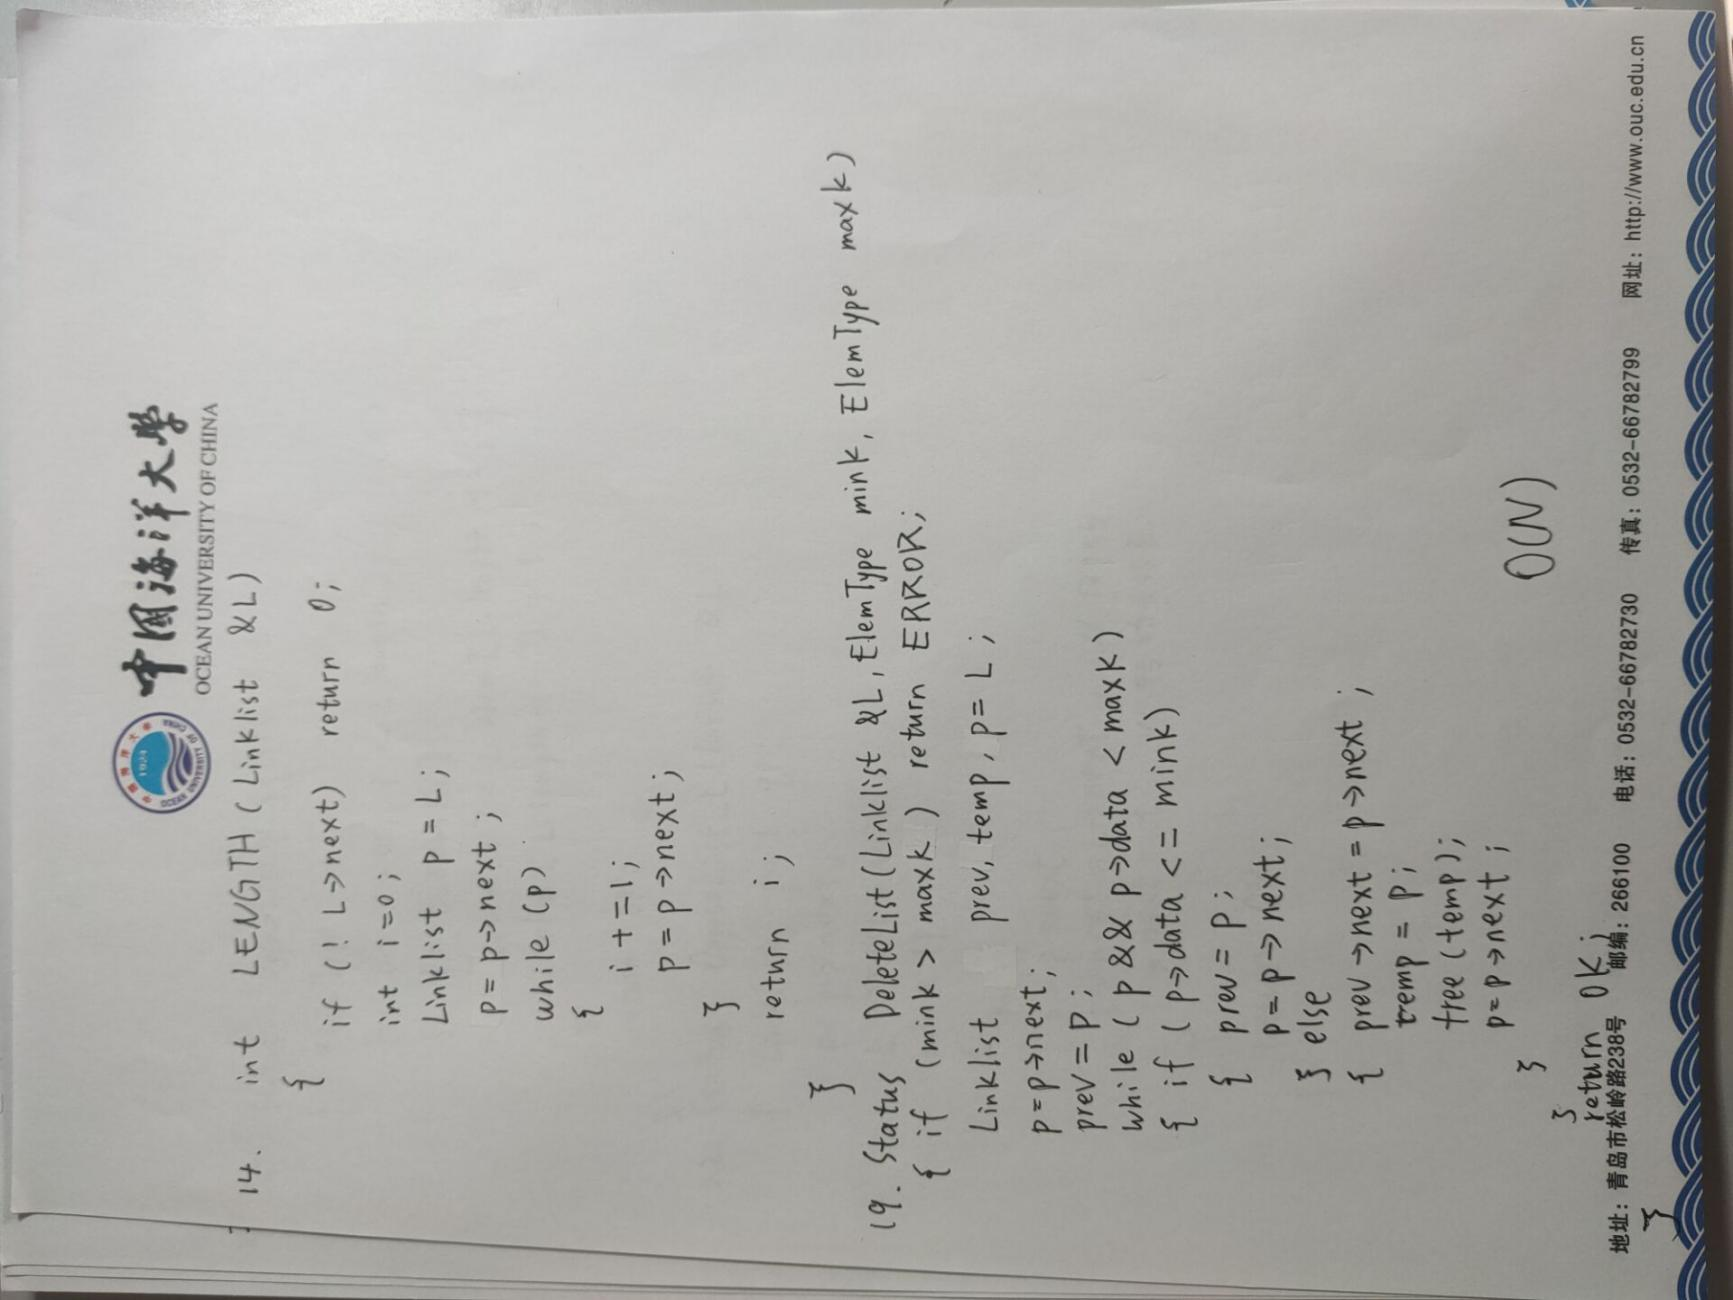 中国海洋大学
OCEAN UNIVERSITY OF CHINA
14. int LENGTH (Linklist &L)
{
if (! L->next) return 0;
int i=0;
Linklist p=L;
p=p->next;
while (p)
{
i+=1;
p=p->next;
}
return i;
}
19. Status DeleteList(Linklist &L, ElemType mink, ElemType maxk)
{ if (mink > maxk) return ERROR;
Linklist prev, temp, p=L;
p=p->next;
prev=p;
while (p && p->data < maxk)
{ if (p->data <= mink)
{ prev=p;
p=p->next;
} else
{ prev->next=p->next;
temp=p;
free(temp);
p=p->next;
}
O(N)
}
return OK;
地址: 青岛市松岭路238号 邮编: 266100 电话: 0532-66782730 传真: 0532-66782799 网址: http://www.ouc.edu.cn
}